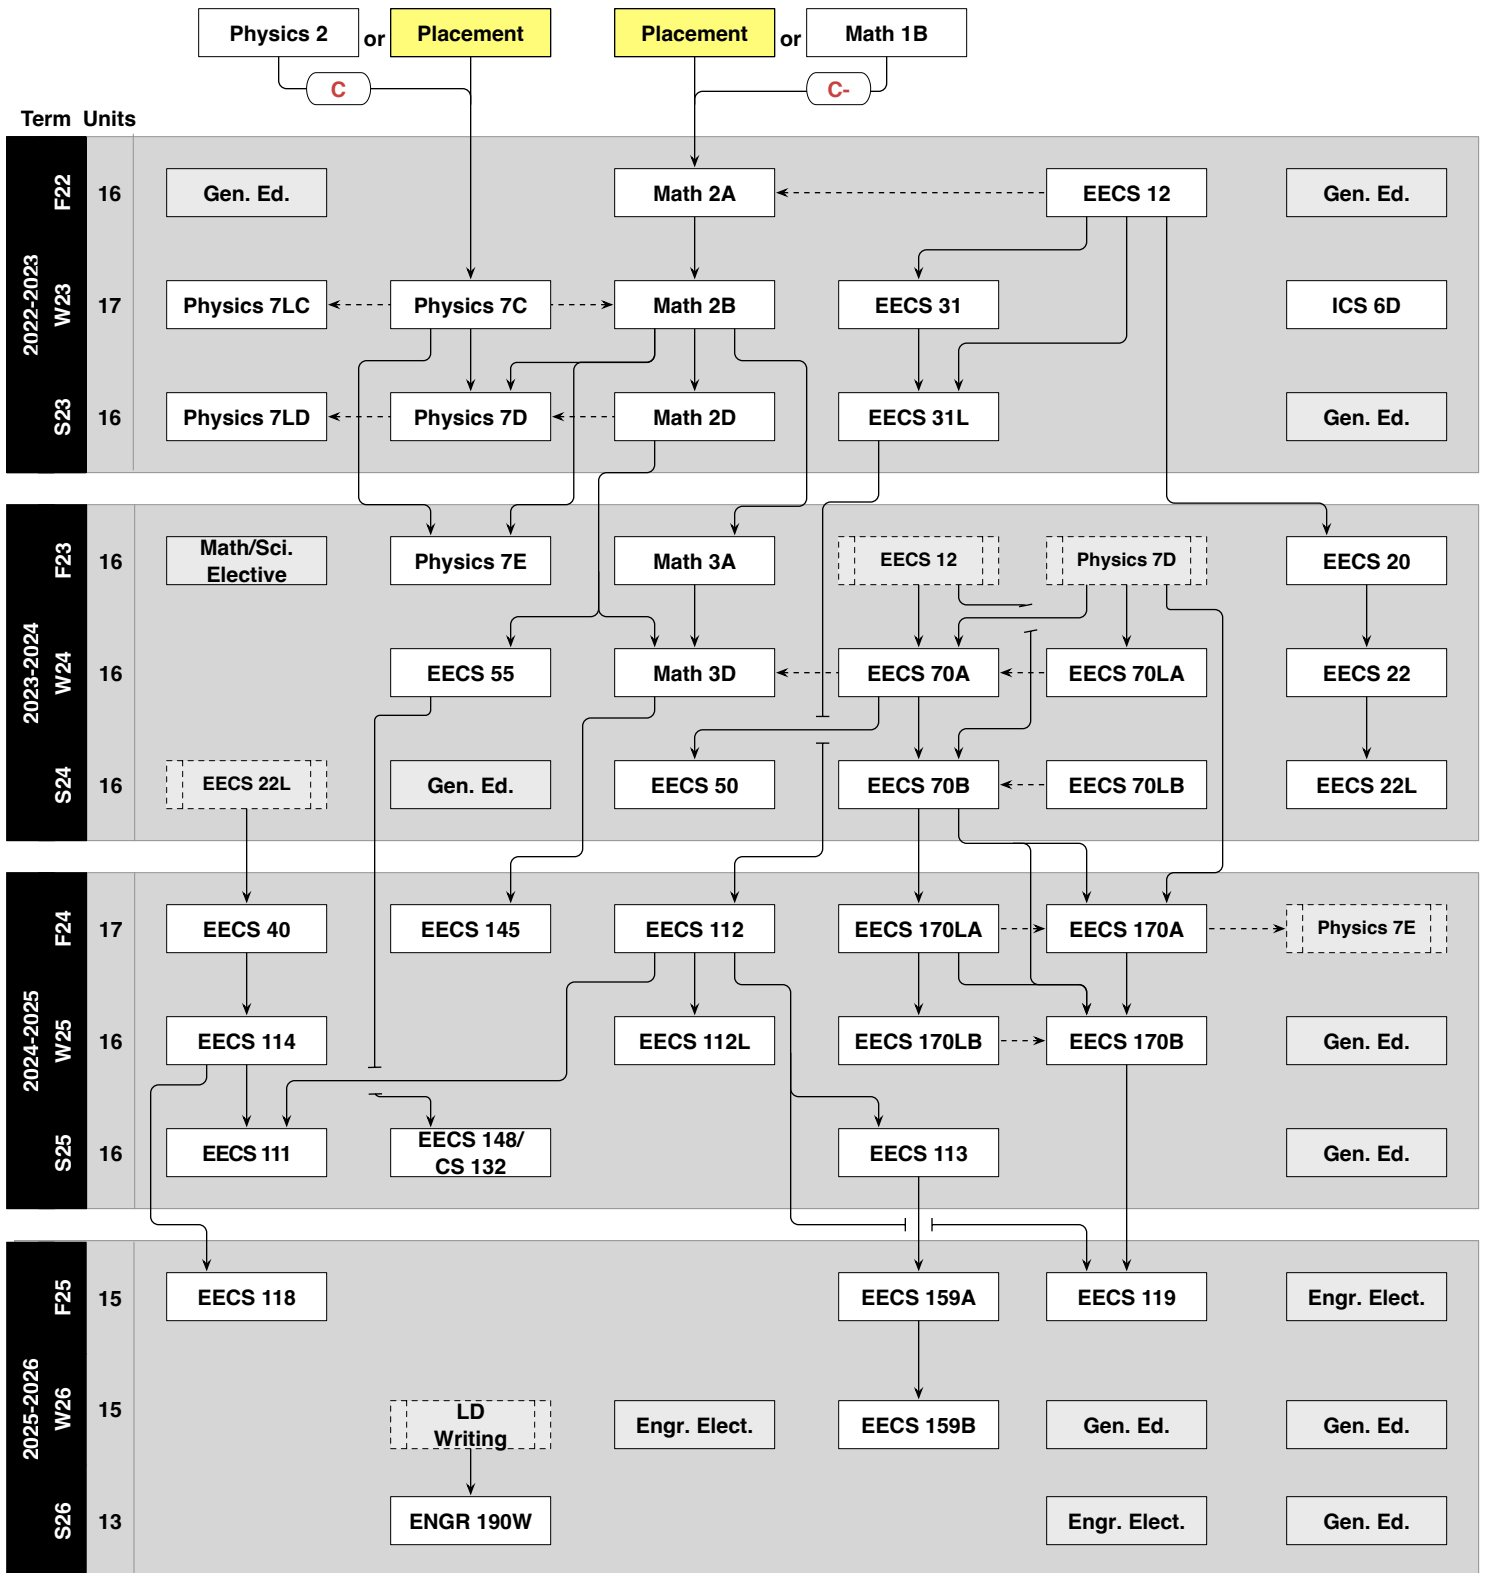 Physics 2 or Placement Placement or Math 1B
C C-
Term Units
2022-2023
F22 16 Gen. Ed. Math 2A EECS 12 Gen. Ed.
W23 17 Physics 7LC Physics 7C Math 2B EECS 31 ICS 6D
S23 16 Physics 7LD Physics 7D Math 2D EECS 31L Gen. Ed.
2023-2024
F23 16 Math/Sci. Elective Physics 7E Math 3A EECS 12 Physics 7D EECS 20
W24 16 EECS 55 Math 3D EECS 70A EECS 70LA EECS 22
S24 16 EECS 22L Gen. Ed. EECS 50 EECS 70B EECS 70LB EECS 22L
2024-2025
F24 17 EECS 40 EECS 145 EECS 112 EECS 170LA EECS 170A Physics 7E
W25 16 EECS 114 EECS 112L EECS 170LB EECS 170B Gen. Ed.
S25 16 EECS 111 EECS 148/ CS 132 EECS 113 Gen. Ed.
2025-2026
F25 15 EECS 118 EECS 159A EECS 119 Engr. Elect.
W26 15 LD Writing Engr. Elect. EECS 159B Gen. Ed. Gen. Ed.
S26 13 ENGR 190W Engr. Elect. Gen. Ed.